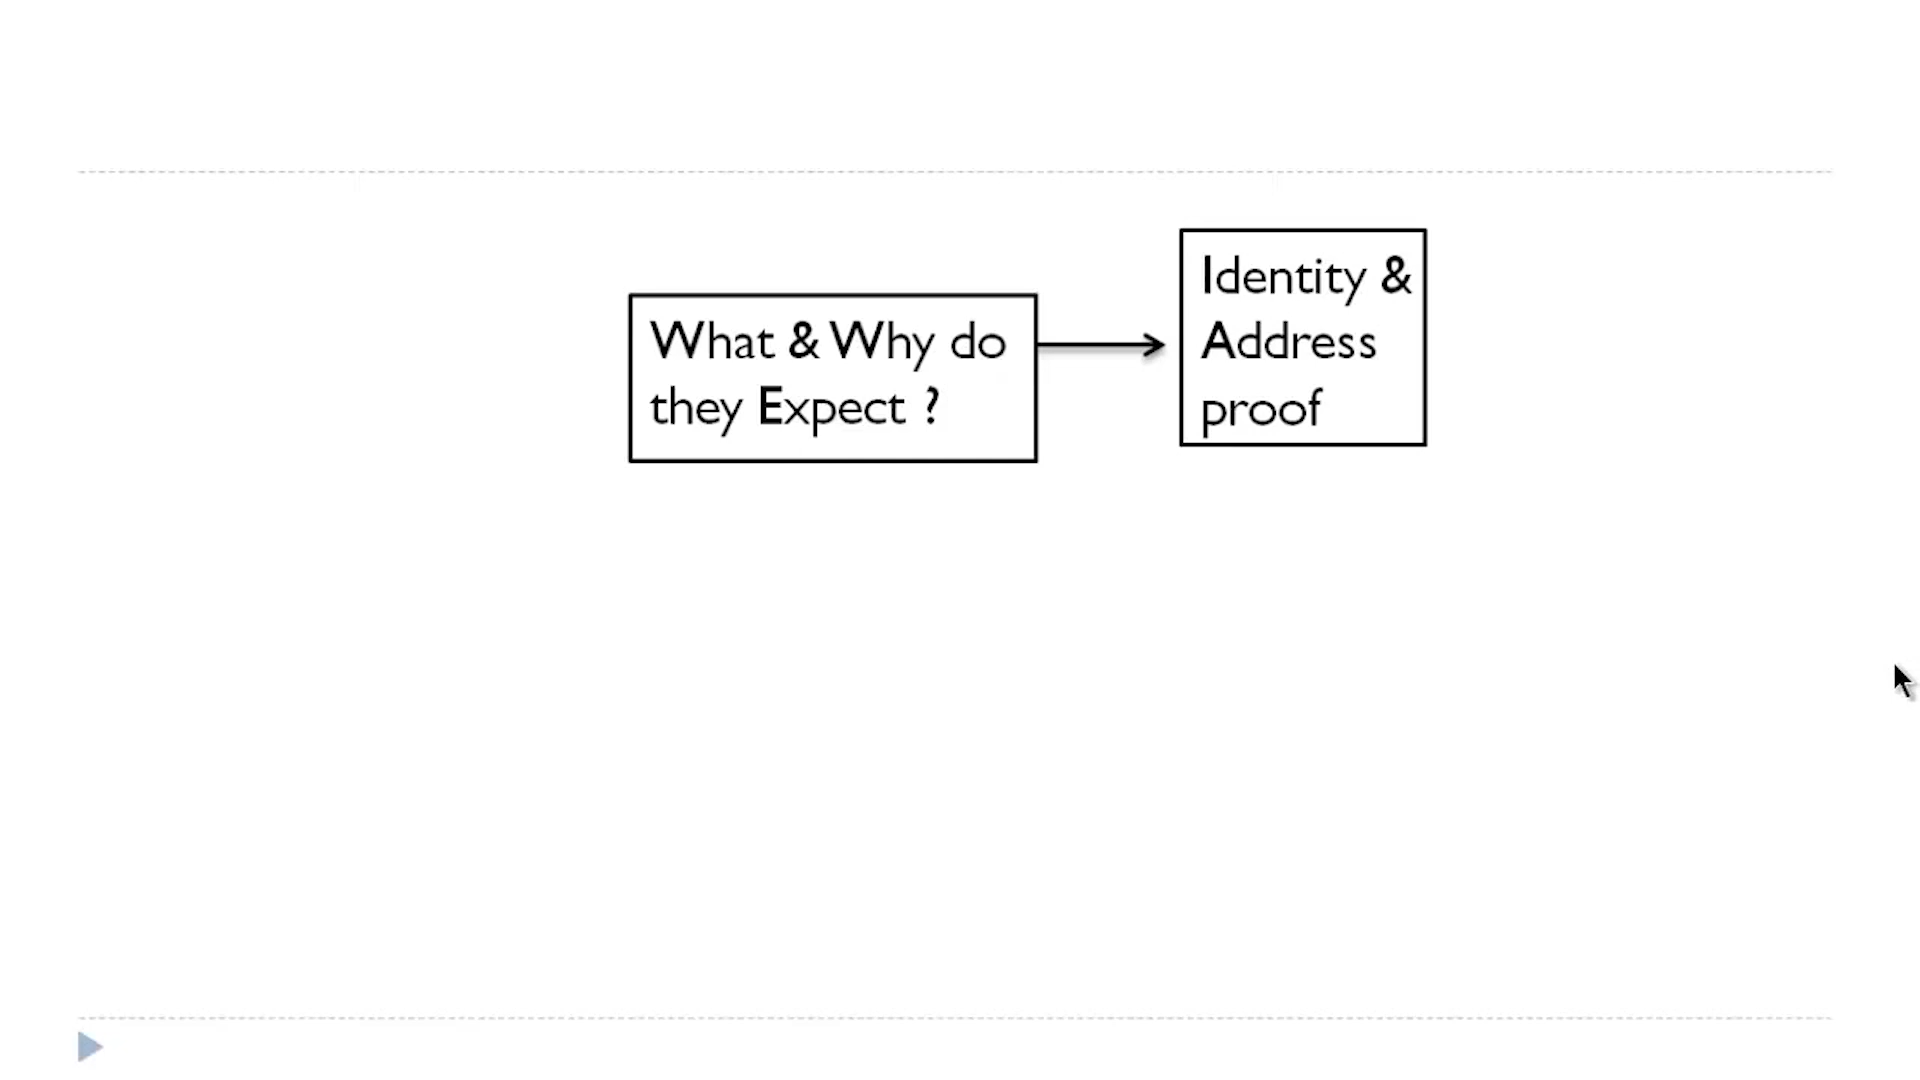 What & Why do
they Expect ?
Identity &
Address
proof